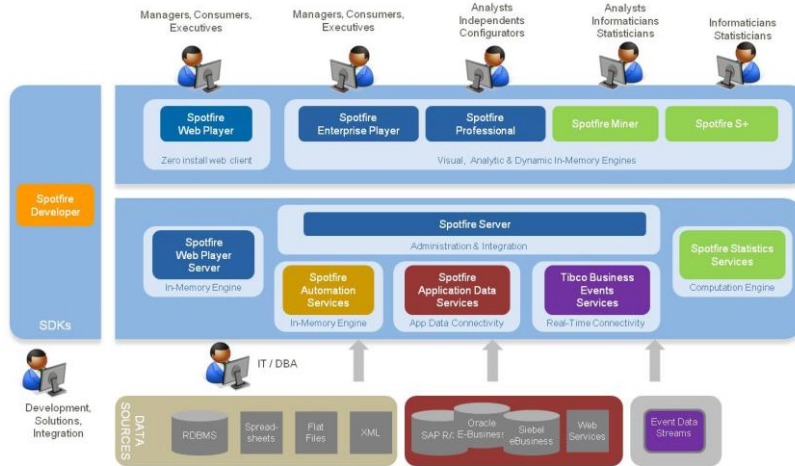 Managers, Consumers,
Executives
Managers, Consumers,
Executives
Analysts
Independents
Configurators
Analysts
Informaticians
Statisticians
Informaticians
Statisticians
Spotfire
Web Player
Zero install web client
Spotfire
Enterprise Player
Spotfire
Professional
Spotfire Miner
Spotfire S+
Visual, Analytic & Dynamic In-Memory Engines
Spotfire
Developer
SDKs
Spotfire Server
Administration & Integration
Spotfire
Web Player
Server
In-Memory Engine
Spotfire
Automation
Services
In-Memory Engine
Spotfire
Application Data
Services
App Data Connectivity
Tibco Business
Events
Services
Real-Time Connectivity
Spotfire Statistics
Services
Computation Engine
Development,
Solutions,
Integration
IT / DBA
DATA
SOURCES
RDBMS
Spread-
sheets
Flat
Files
XML
SAP R/
Oracle
E-Business
Siebel
eBusiness
Web
Services
Event Data
Streams